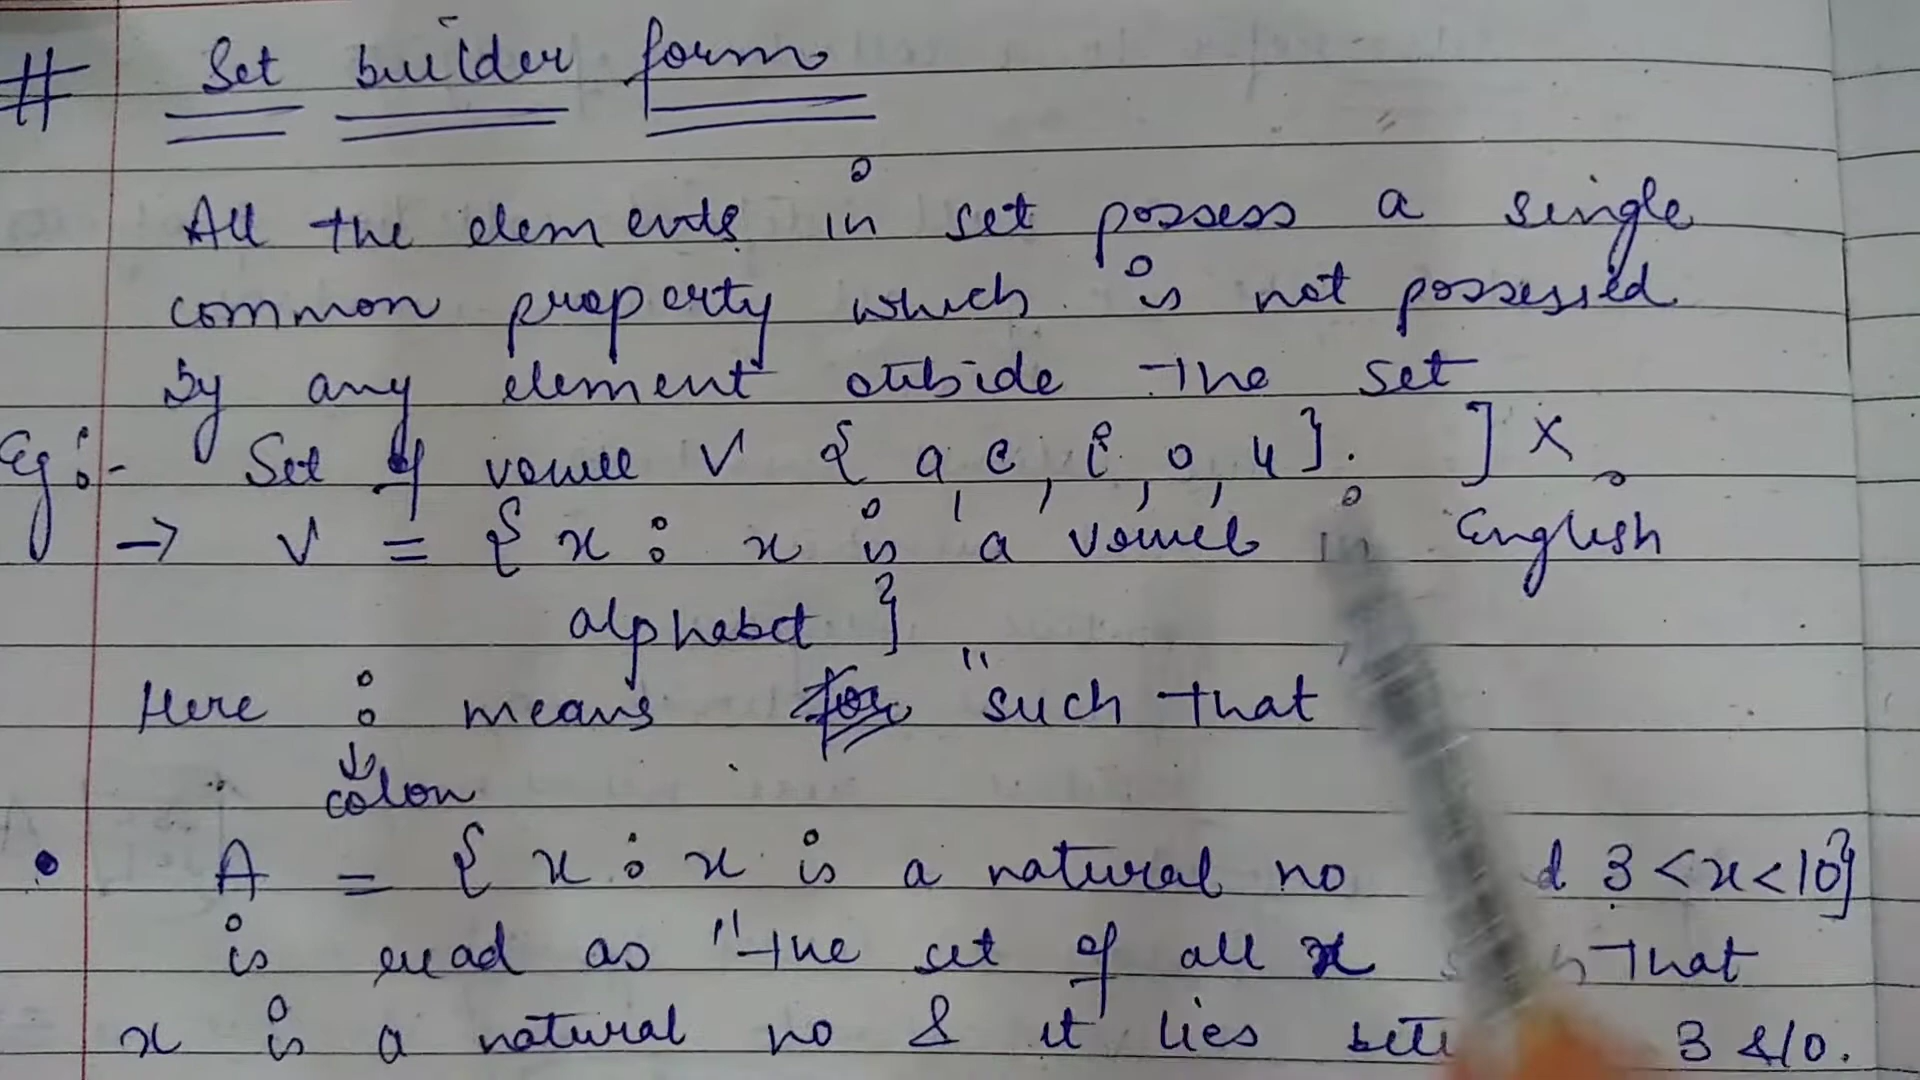 # Set builder form
All the elements in set possess a single
common property which is not possessed
by any element outside the set
Eg:- Set of vowel V { a, e, i, o, u }. ] X
→ V = { x : x is a vowel in English
alphabet }
Here : means for "such that
↓
colon
• A = { x : x is a natural no 3 < x < 10}
is read as "the set of all x that
x is a natural no & it lies 3 & 10.